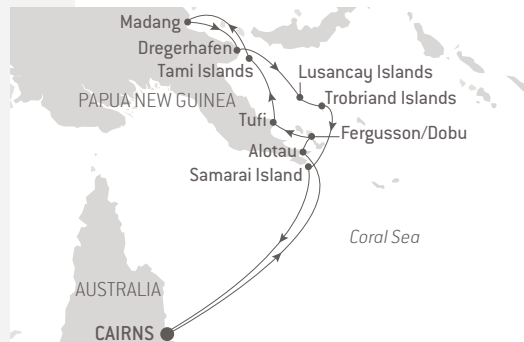 Madang
Dregerhafen
Tami Islands
Lusancay Islands
PAPUA NEW GUINEA
Trobriand Islands
Tufi
Fergusson/Dobu
Alotau
Samarai Island
Coral Sea
AUSTRALIA
CAIRNS